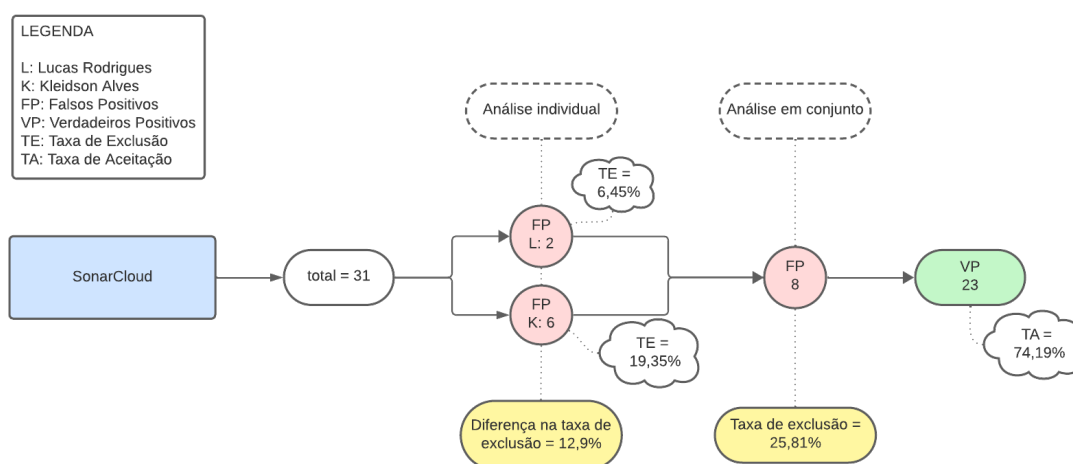 LEGENDA
L: Lucas Rodrigues
K: Kleidson Alves
FP: Falsos Positivos
VP: Verdadeiros Positivos
TE: Taxa de Exclusão
TA: Taxa de Aceitação
Análise individual
Análise em conjunto
TE =
6,45%
SonarCloud
total = 31
FP
L: 2
FP
K: 6
TE =
19,35%
FP
8
VP
23
TA =
74,19%
Diferença na taxa de
exclusão = 12,9%
Taxa de exclusão =
25,81%